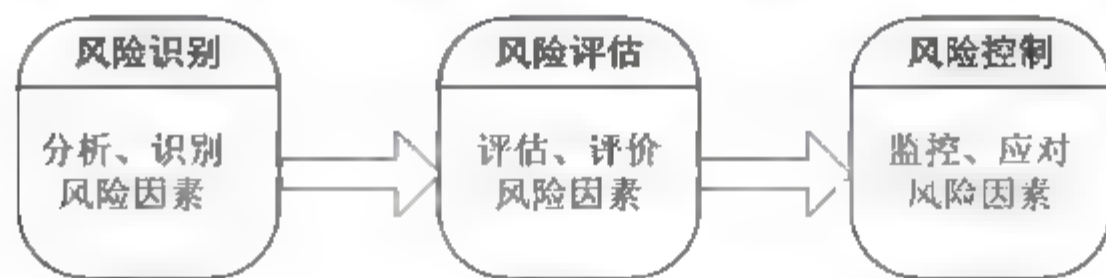 风险识别
分析、识别
风险因素
风险评估
评估、评价
风险因素
风险控制
监控、应对
风险因素